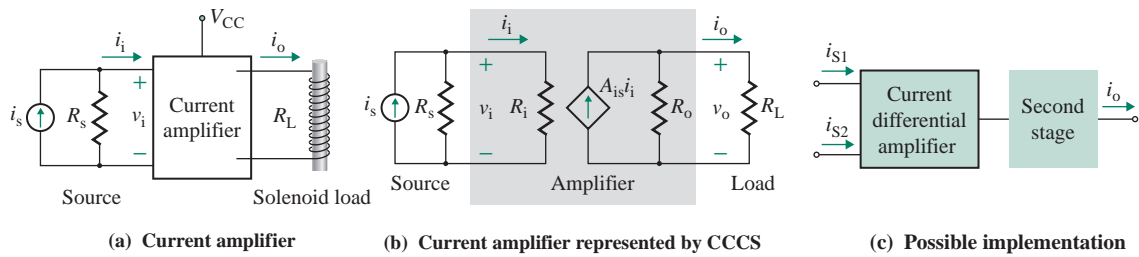 V_CC
i_i
i_o
i_s
R_s
+
v_i
−
Current amplifier
R_L
Source
Solenoid load
(a) Current amplifier
i_i
i_o
i_s
R_s
+
v_i
−
R_i
A_is i_i
R_o
+
v_o
−
R_L
Source
Amplifier
Load
(b) Current amplifier represented by CCCS
i_S1
i_S2
Current
differential
amplifier
Second
stage
i_o
(c) Possible implementation